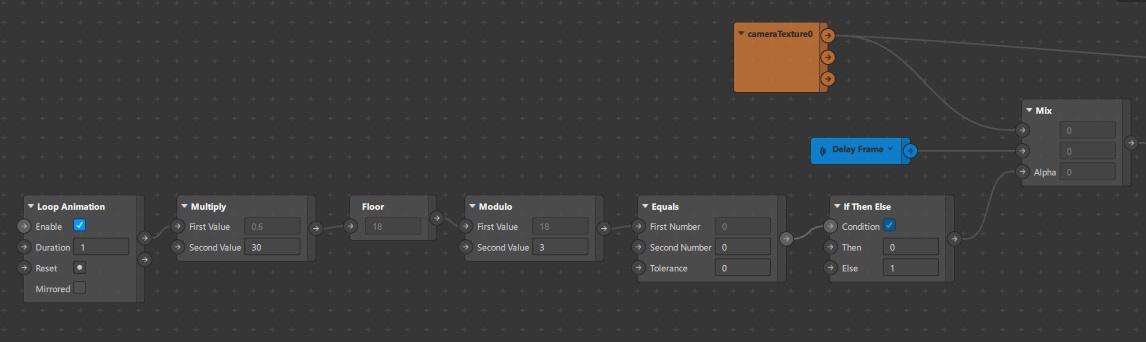 cameraTexture0
Mix
0
Delay Frame
0
Alpha 0
Loop Animation
Enable
Duration 1
Reset
Mirrored
Multiply
First Value 0.6
Second Value 30
Floor
18
Modulo
First Value 18
Second Value 3
Equals
First Number 0
Second Number 0
Tolerance 0
If Then Else
Condition
Then 0
Else 1